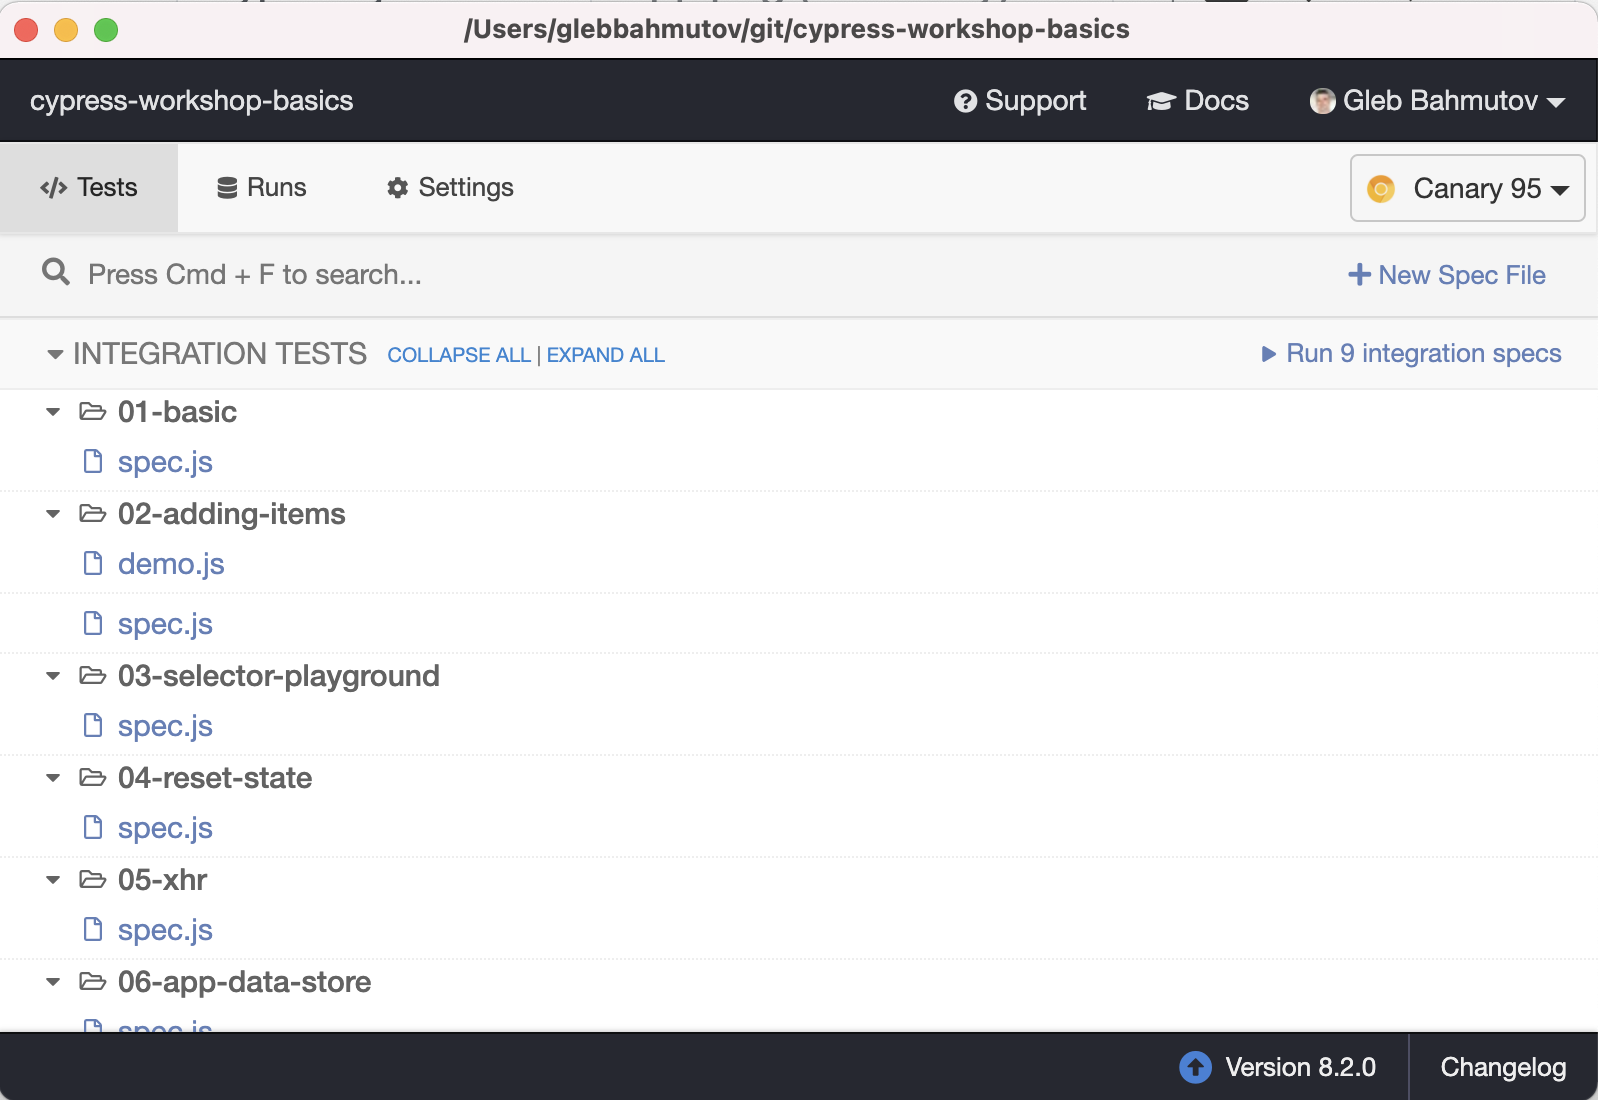 /Users/glebbahmutov/git/cypress-workshop-basics
cypress-workshop-basics Support Docs Gleb Bahmutov
Tests Runs Settings Canary 95
Press Cmd + F to search... New Spec File
INTEGRATION TESTS COLLAPSE ALL | EXPAND ALL Run 9 integration specs
01-basic
spec.js
02-adding-items
demo.js
spec.js
03-selector-playground
spec.js
04-reset-state
spec.js
05-xhr
spec.js
06-app-data-store
spec.js
Version 8.2.0 Changelog